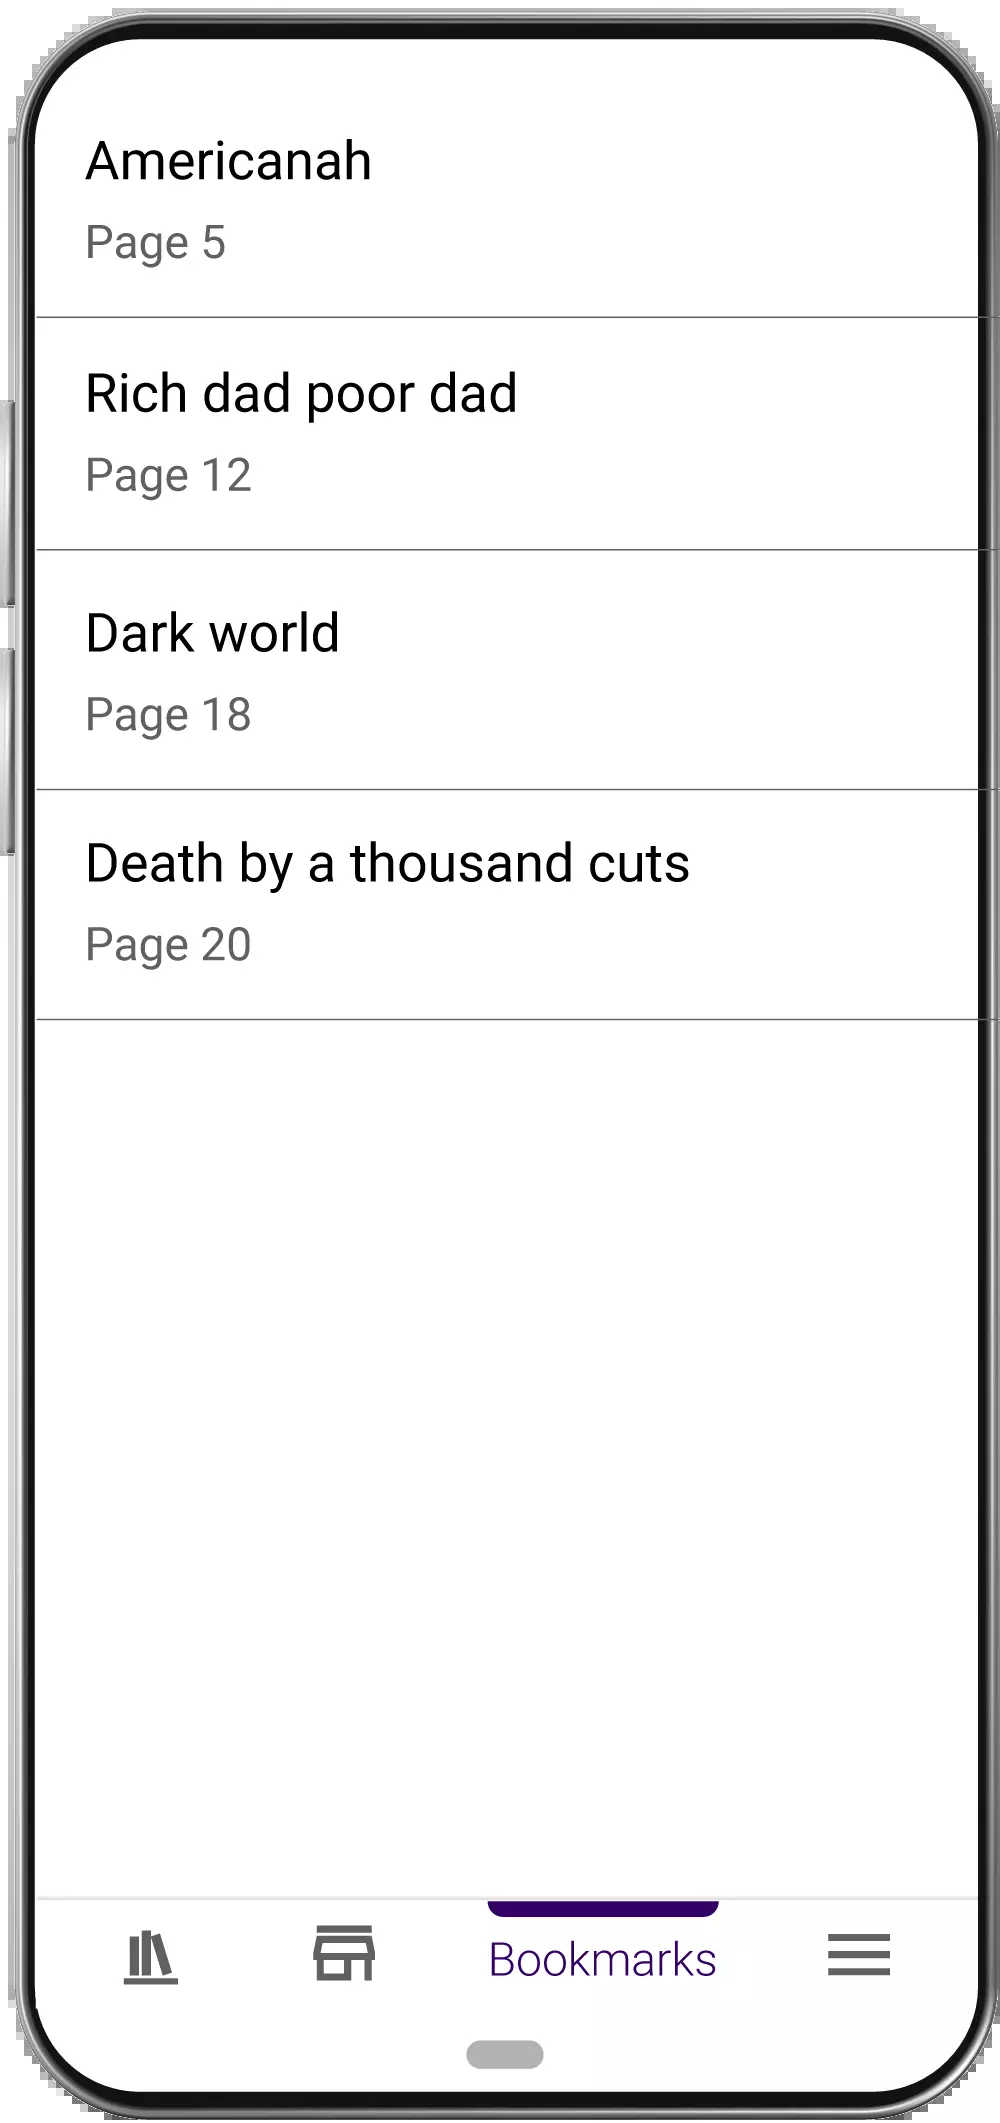 Americanah
Page 5
Rich dad poor dad
Page 12
Dark world
Page 18
Death by a thousand cuts
Page 20
Bookmarks